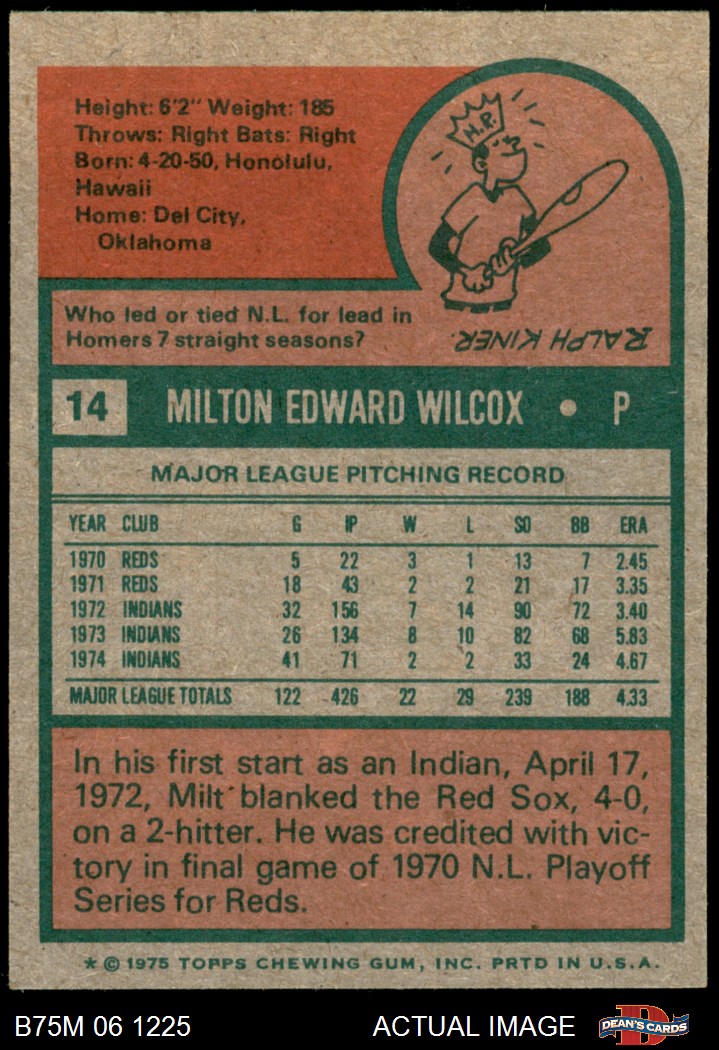 Height: 6'2" Weight: 185
Throws: Right Bats: Right
Born: 4-20-50, Honolulu,
Hawaii
Home: Del City,
Oklahoma
H.R.
Who led or tied N.L. for lead in
Homers 7 straight seasons?
RALPH KINER.
14 MILTON EDWARD WILCOX • P
MAJOR LEAGUE PITCHING RECORD
YEAR CLUB G IP W L SO BB ERA
1970 REDS 5 22 3 1 13 7 2.45
1971 REDS 18 43 2 2 21 17 3.35
1972 INDIANS 32 156 7 14 90 72 3.40
1973 INDIANS 26 134 8 10 82 68 5.83
1974 INDIANS 41 71 2 2 33 24 4.67
MAJOR LEAGUE TOTALS 122 426 22 29 239 188 4.33
In his first start as an Indian, April 17,
1972, Milt blanked the Red Sox, 4-0,
on a 2-hitter. He was credited with vic-
tory in final game of 1970 N.L. Playoff
Series for Reds.
* © 1975 TOPPS CHEWING GUM, INC. PRTD IN U.S.A.
B75M 06 1225 ACTUAL IMAGE D DEAN'S CARDS